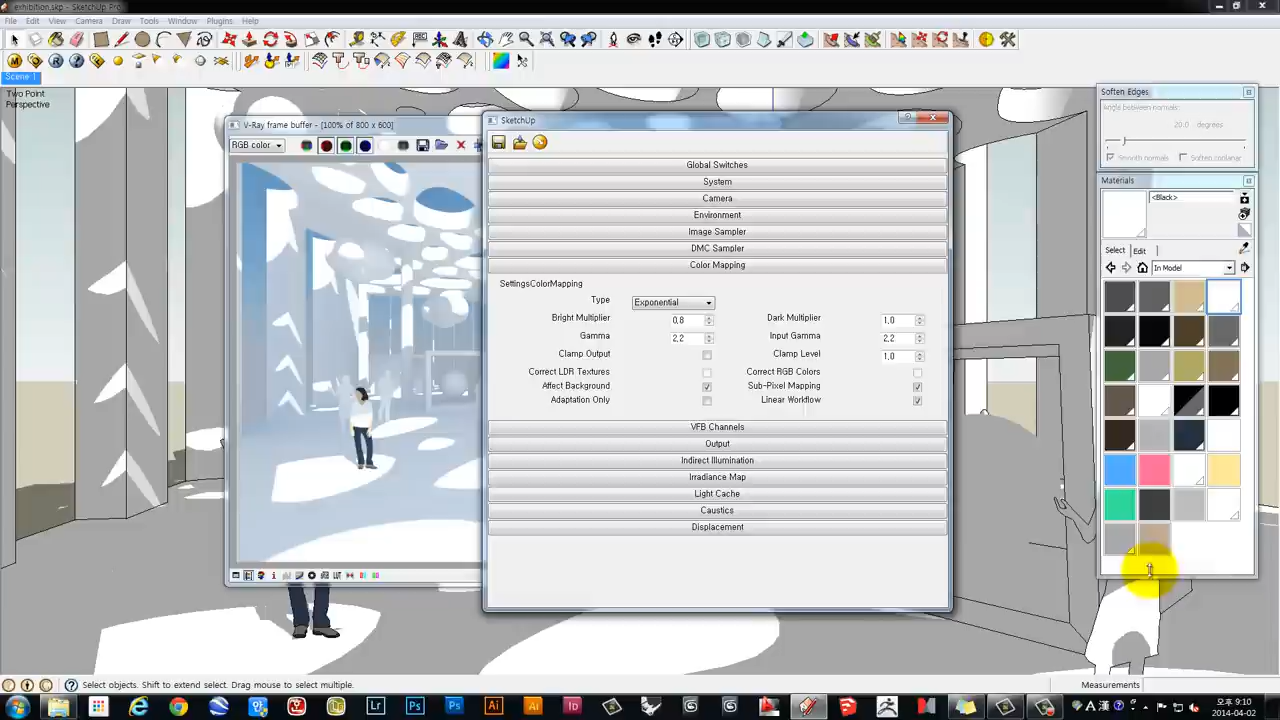 exhibition.skp - SketchUp Pro
File Edit View Camera Draw Tools Window Plugins Help
Scene 1
Two Point
Perspective
V-Ray frame buffer - [100% of 800 x 600]
RGB color
SketchUp
Global Switches
System
Camera
Environment
Image Sampler
DMC Sampler
Color Mapping
SettingsColorMapping
Type Exponential
Bright Multiplier 0.8 Dark Multiplier 1.0
Gamma 2.2 Input Gamma 2.2
Clamp Output Clamp Level 1.0
Correct LDR Textures Correct RGB Colors
Affect Background Sub-Pixel Mapping
Adaptation Only Linear Workflow
VFB Channels
Output
Indirect Illumination
Irradiance Map
Light Cache
Caustics
Displacement
Soften Edges
Angle between normals:
20.0 degrees
Smooth normals Soften coplanar
Materials
<Black>
Select Edit
In Model
Select objects. Shift to extend select. Drag mouse to select multiple.
Measurements
오후 9:10
2014-04-02